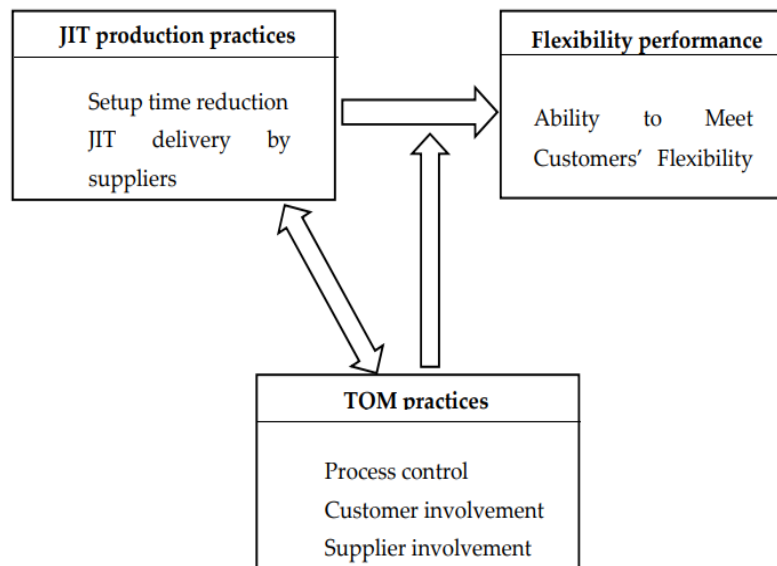 JIT production practices
Setup time reduction
JIT delivery by
suppliers
Flexibility performance
Ability to Meet
Customers' Flexibility
TOM practices
Process control
Customer involvement
Supplier involvement